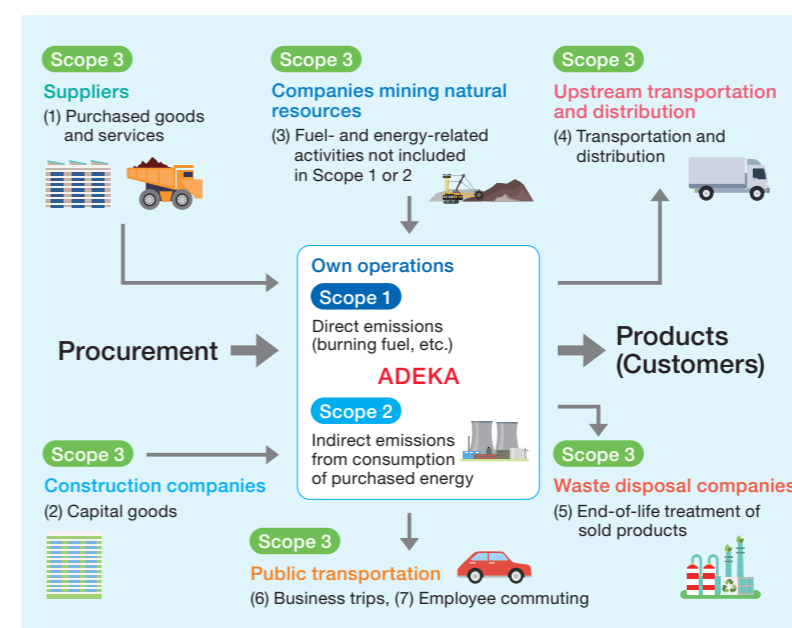 Scope 3
Suppliers
(1) Purchased goods
and services
Scope 3
Companies mining natural
resources
(3) Fuel- and energy-related
activities not included
in Scope 1 or 2
Scope 3
Upstream transportation
and distribution
(4) Transportation and
distribution
Procurement
Own operations
Scope 1
Direct emissions
(burning fuel, etc.)
ADEKA
Scope 2
Indirect emissions
from consumption
of purchased energy
Products
(Customers)
Scope 3
Construction companies
(2) Capital goods
Scope 3
Public transportation
(6) Business trips, (7) Employee commuting
Scope 3
Waste disposal companies
(5) End-of-life treatment of
sold products